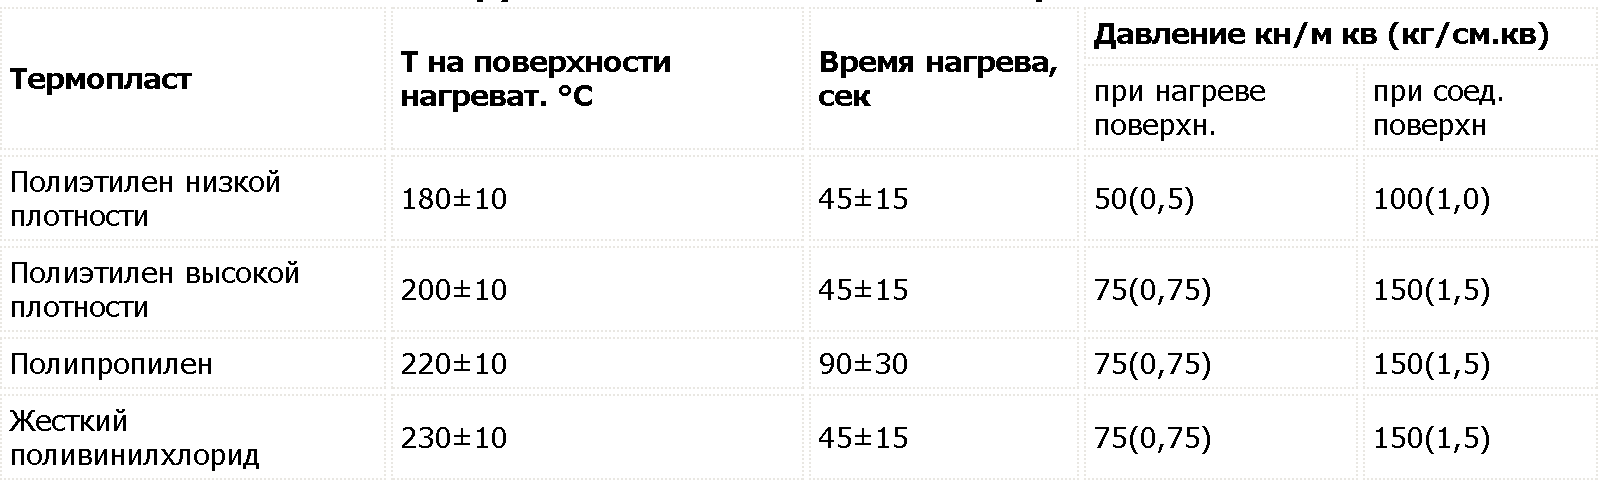 Термопласт
Т на поверхности
нагреват. °С
Время нагрева,
сек
Давление кн/м кв (кг/см.кв)
при нагреве
поверхн.
при соед.
поверхн
Полиэтилен низкой
плотности
180±10
45±15
50(0,5)
100(1,0)
Полиэтилен высокой
плотности
200±10
45±15
75(0,75)
150(1,5)
Полипропилен
220±10
90±30
75(0,75)
150(1,5)
Жесткий
поливинилхлорид
230±10
45±15
75(0,75)
150(1,5)